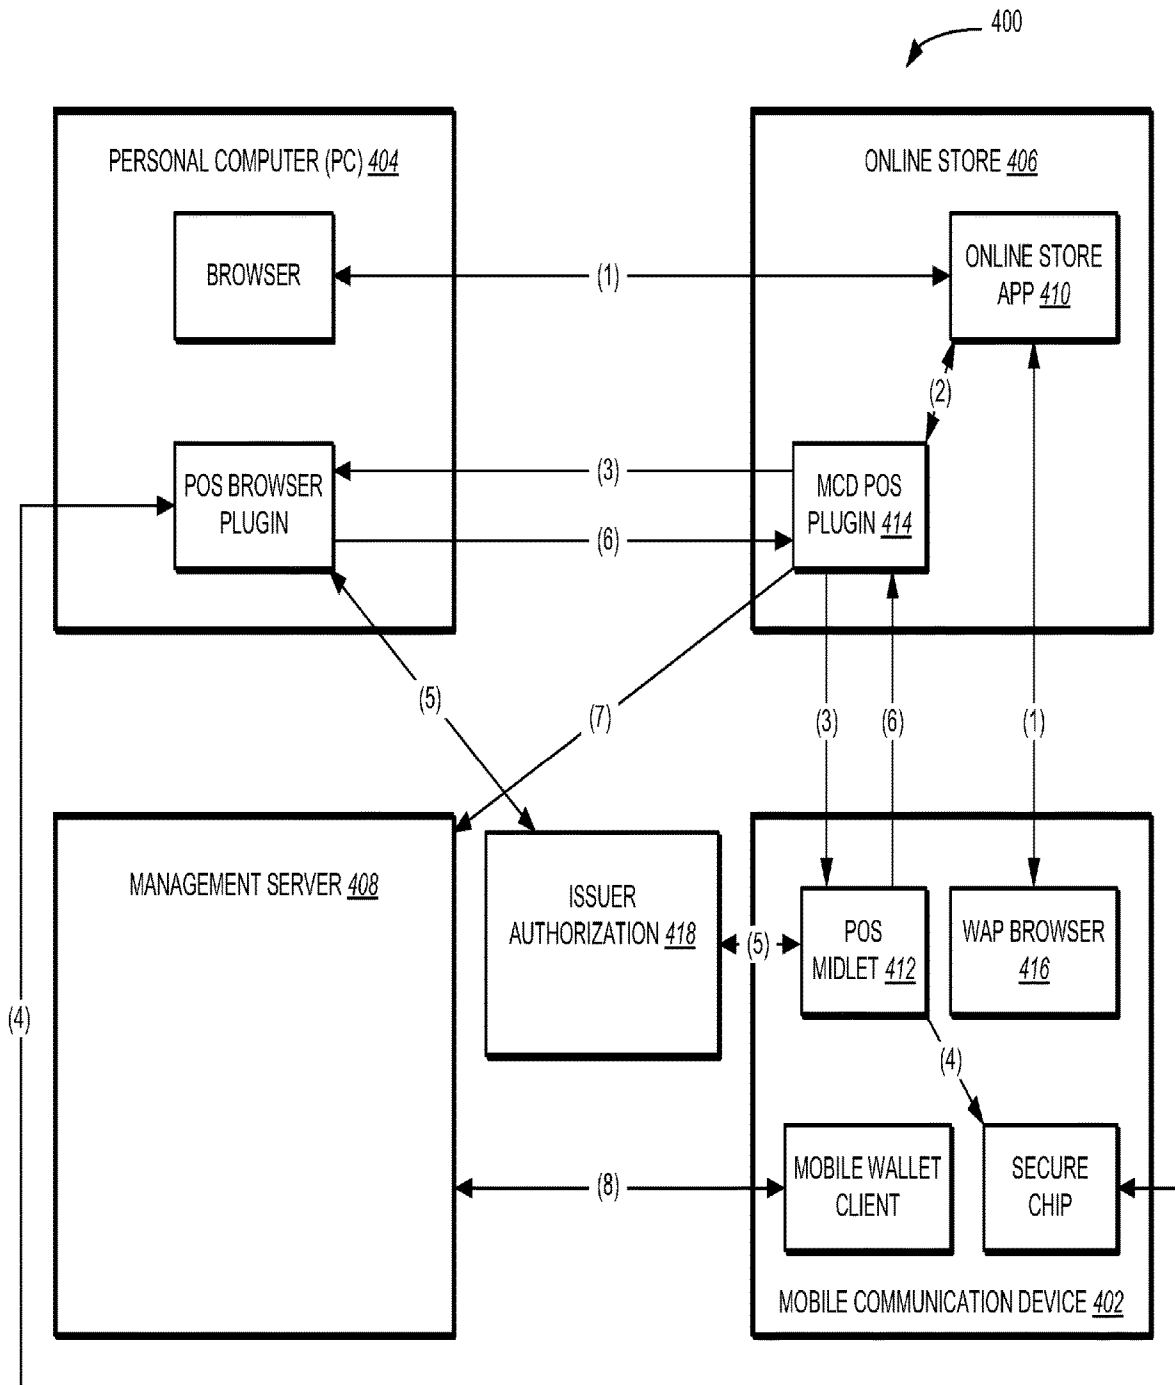 400
PERSONAL COMPUTER (PC) 404
ONLINE STORE 406
BROWSER
(1)
ONLINE STORE
APP 410
(2)
POS BROWSER
PLUGIN
(3)
(6)
MCD POS
PLUGIN 414
(5)
(7)
(3)
(6)
(1)
MANAGEMENT SERVER 408
ISSUER
AUTHORIZATION 418
(5)
POS
MIDLET 412
WAP BROWSER
416
(4)
(4)
(8)
MOBILE WALLET
CLIENT
SECURE
CHIP
MOBILE COMMUNICATION DEVICE 402